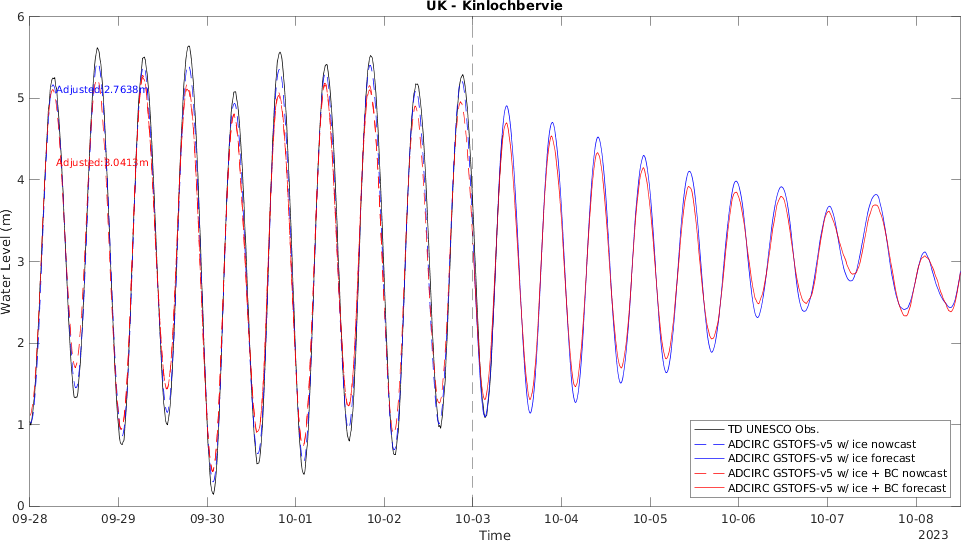 UK - Kinlochbervie
6
5
4
3
2
1
0
Water Level (m)
Adjusted:2.7638m
Adjusted:3.0413m
09-28
09-29
09-30
10-01
10-02
10-03
10-04
10-05
10-06
10-07
10-08
Time
2023
TD UNESCO Obs.
ADCIRC GSTOFS-v5 w/ ice nowcast
ADCIRC GSTOFS-v5 w/ ice forecast
ADCIRC GSTOFS-v5 w/ ice + BC nowcast
ADCIRC GSTOFS-v5 w/ ice + BC forecast